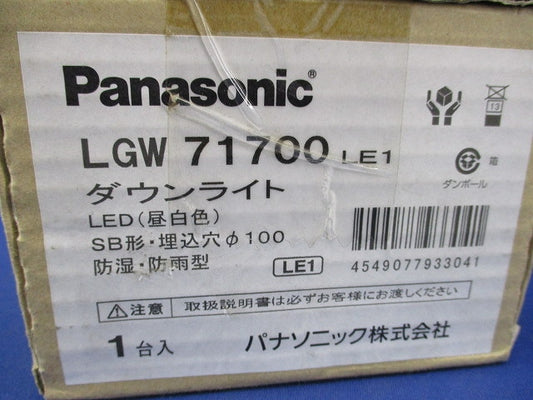 Panasonic®
LGW 71700 LE1
ダウンライト
LED(昼白色)
SB形・埋込穴φ100
防湿・防雨型
LE1
4549077933041
13
箱
ダンボール
⚠注意 取扱説明書は必ずお客様にお渡しください
1台入
パナソニック株式会社